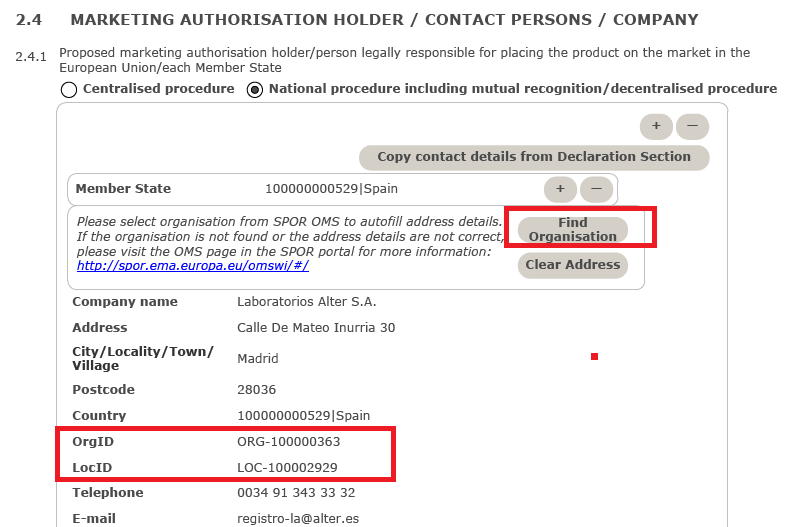 2.4 MARKETING AUTHORISATION HOLDER / CONTACT PERSONS / COMPANY
2.4.1 Proposed marketing authorisation holder/person legally responsible for placing the product on the market in the
European Union/each Member State
Centralised procedure National procedure including mutual recognition/decentralised procedure
+ −
Copy contact details from Declaration Section
Member State 100000000529|Spain + −
Please select organisation from SPOR OMS to autofill address details.
If the organisation is not found or the address details are not correct,
please visit the OMS page in the SPOR portal for more information:
http://spor.ema.europa.eu/omswi/#/
Find
Organisation
Clear Address
Company name Laboratorios Alter S.A.
Address Calle De Mateo Inurria 30
City/Locality/Town/
Village Madrid
Postcode 28036
Country 100000000529|Spain
OrgID ORG-100000363
LocID LOC-100002929
Telephone 0034 91 343 33 32
E-mail registro-la@alter.es